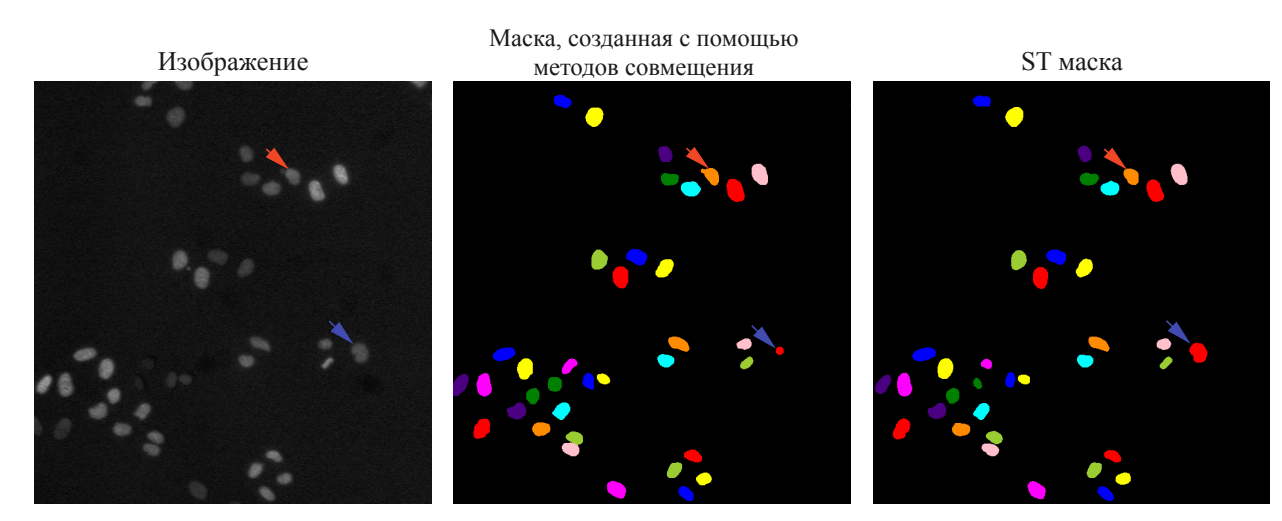 Изображение
Маска, созданная с помощью
методов совмещения
ST маска